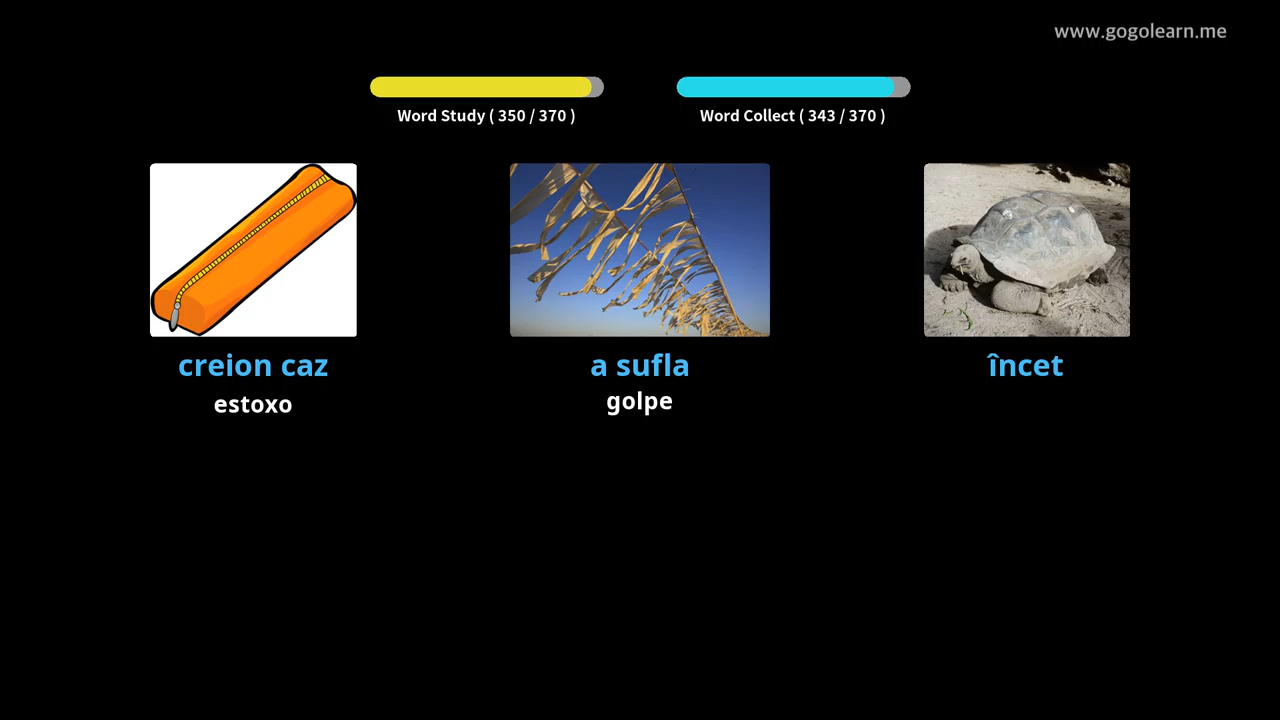 www.gogolearn.me
Word Study ( 350 / 370 )
Word Collect ( 343 / 370 )
creion caz
a sufla
încet
estoxo
golpe